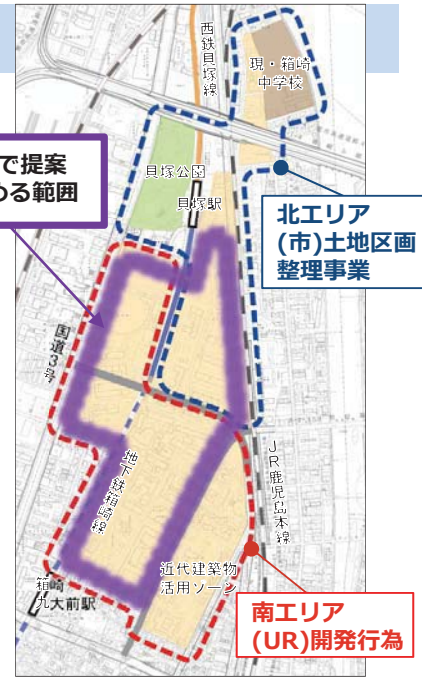 西鉄貝塚線
現・箱崎
中学校
で提案
める範囲
貝塚公園
貝塚駅
北エリア
(市)土地区画
整理事業
国道3号
地下鉄箱崎線
JR鹿児島本線
近代建築物
活用ゾーン
箱崎
九大前駅
南エリア
(UR)開発行為